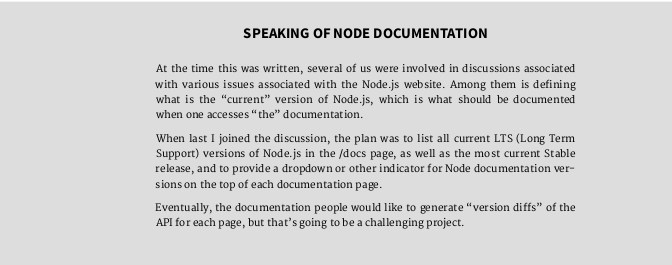 SPEAKING OF NODE DOCUMENTATION
At the time this was written, several of us were involved in discussions associated
with various issues associated with the Node.js website. Among them is defining
what is the “current” version of Node.js, which is what should be documented
when one accesses “the” documentation.
When last I joined the discussion, the plan was to list all current LTS (Long Term
Support) versions of Node.js in the /docs page, as well as the most current Stable
release, and to provide a dropdown or other indicator for Node documentation ver-
sions on the top of each documentation page.
Eventually, the documentation people would like to generate “version diffs” of the
API for each page, but that’s going to be a challenging project.